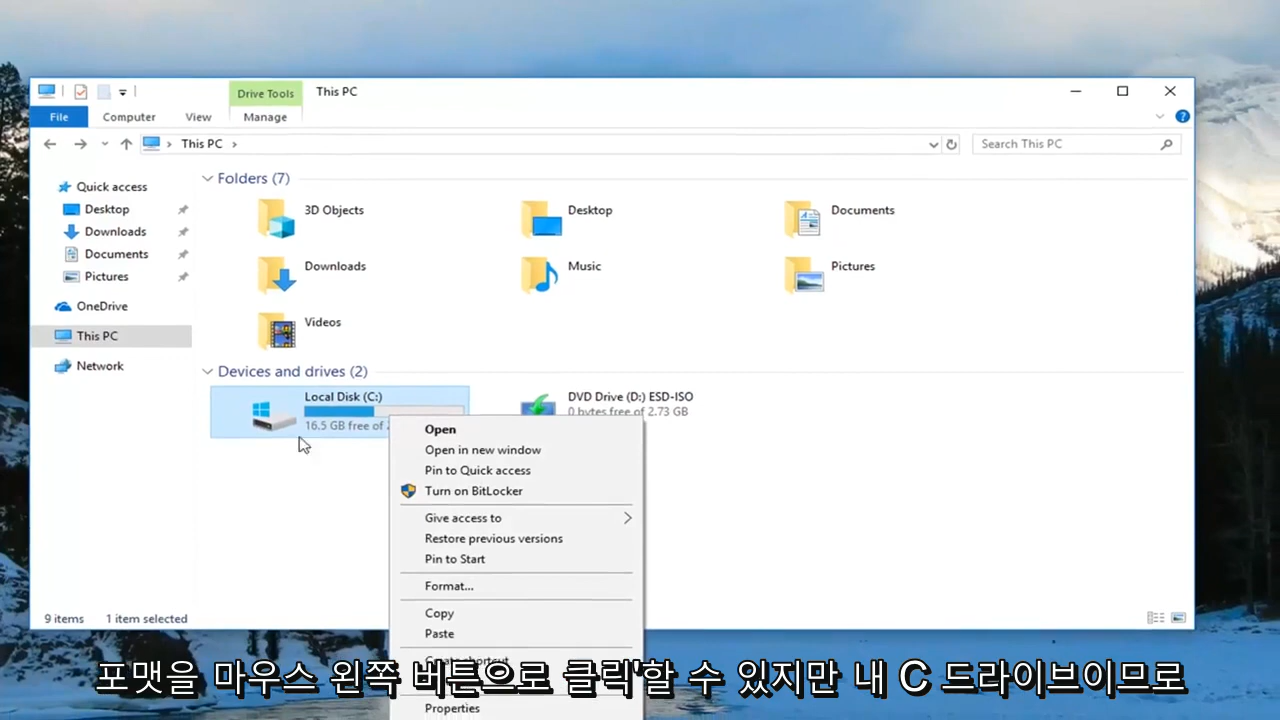 Drive Tools
This PC
File
Computer
View
Manage
This PC
Search This PC
Quick access
Desktop
Downloads
Documents
Pictures
OneDrive
This PC
Network
Folders (7)
3D Objects
Desktop
Documents
Downloads
Music
Pictures
Videos
Devices and drives (2)
Local Disk (C:)
16.5 GB free of
DVD Drive (D:) ESD-ISO
0 bytes free of 2.73 GB
Open
Open in new window
Pin to Quick access
Turn on BitLocker
Give access to
Restore previous versions
Pin to Start
Format...
Copy
Paste
Create shortcut
Properties
9 items
1 item selected
포맷을 마우스 왼쪽 버튼으로 클릭'할 수 있지만 내 C 드라이브이므로